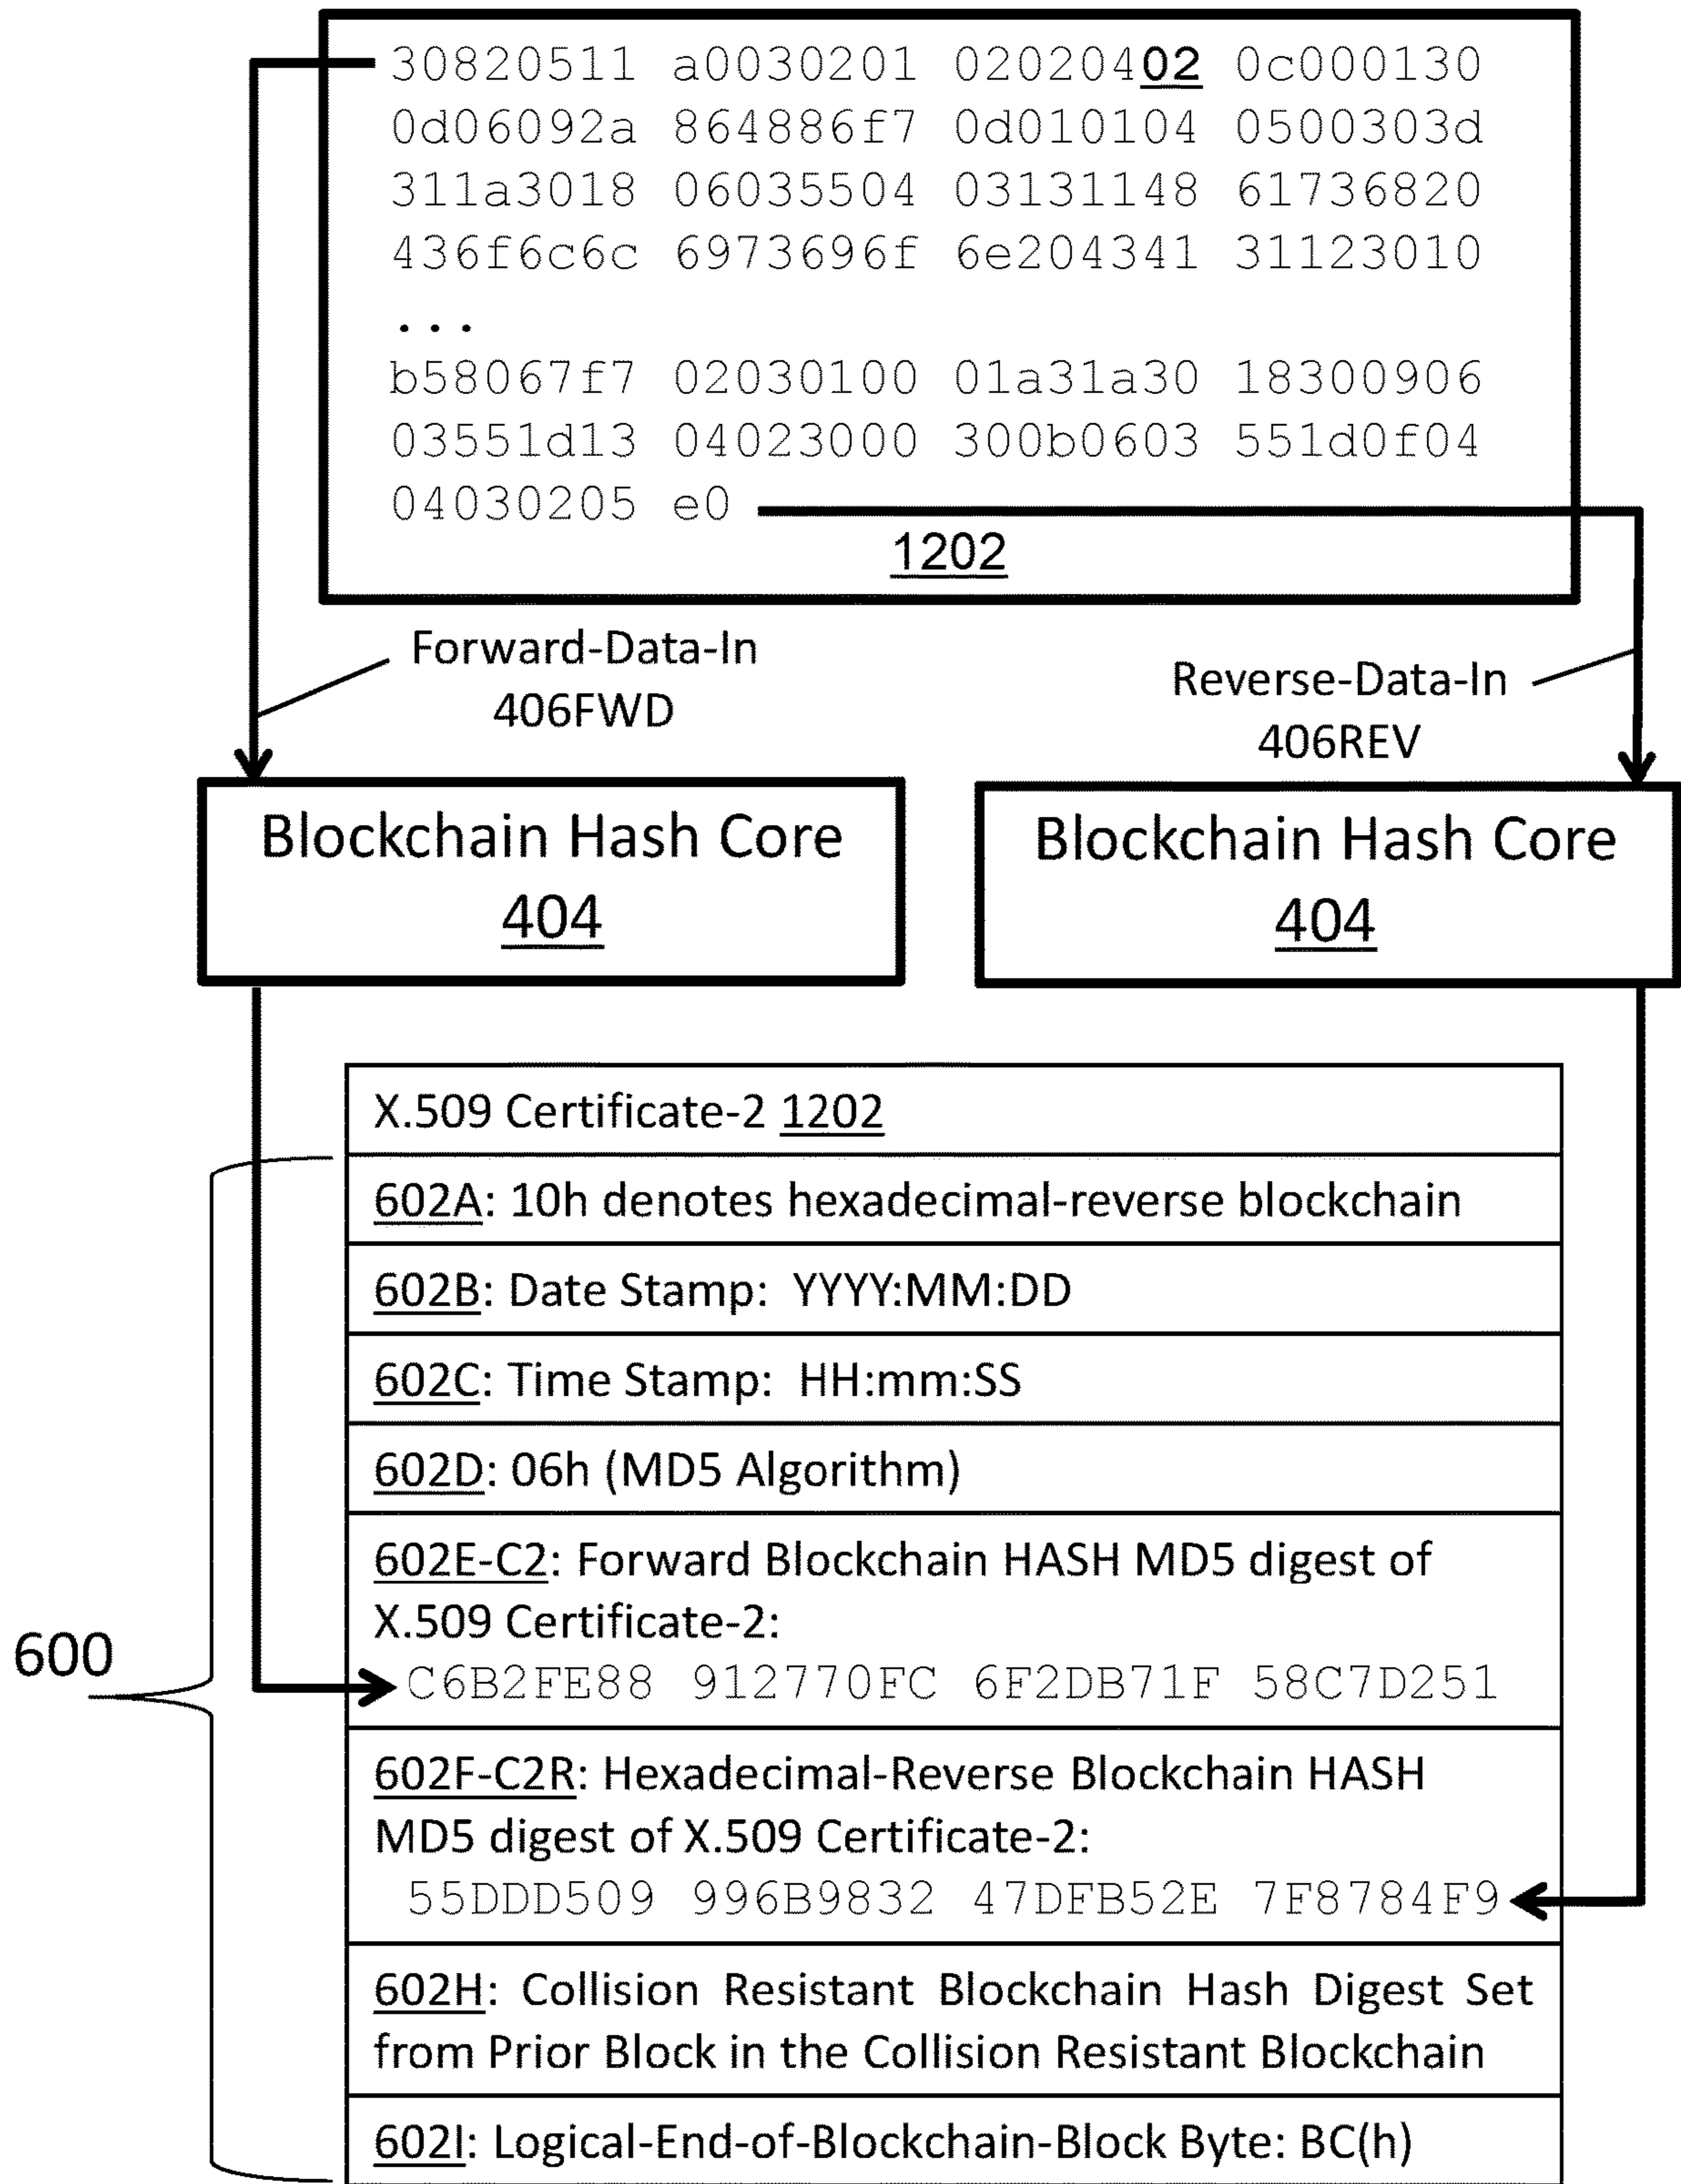 30820511 a0030201 02020402 0c000130
0d06092a 864886f7 0d010104 0500303d
311a3018 06035504 03131148 61736820
436f6c6c 6973696f 6e204341 31123010
...
b58067f7 02030100 01a31a30 18300906
03551d13 04023000 300b0603 551d0f04
04030205 e0
1202
Forward-Data-In
406FWD
Reverse-Data-In
406REV
Blockchain Hash Core
404
Blockchain Hash Core
404
X.509 Certificate-2 1202
602A: 10h denotes hexadecimal-reverse blockchain
602B: Date Stamp: YYYY:MM:DD
602C: Time Stamp: HH:mm:SS
602D: 06h (MD5 Algorithm)
602E-C2: Forward Blockchain HASH MD5 digest of
X.509 Certificate-2:
C6B2FE88 912770FC 6F2DB71F 58C7D251
602F-C2R: Hexadecimal-Reverse Blockchain HASH
MD5 digest of X.509 Certificate-2:
55DDD509 996B9832 47DFB52E 7F8784F9
602H: Collision Resistant Blockchain Hash Digest Set
from Prior Block in the Collision Resistant Blockchain
602I: Logical-End-of-Blockchain-Block Byte: BC(h)
600